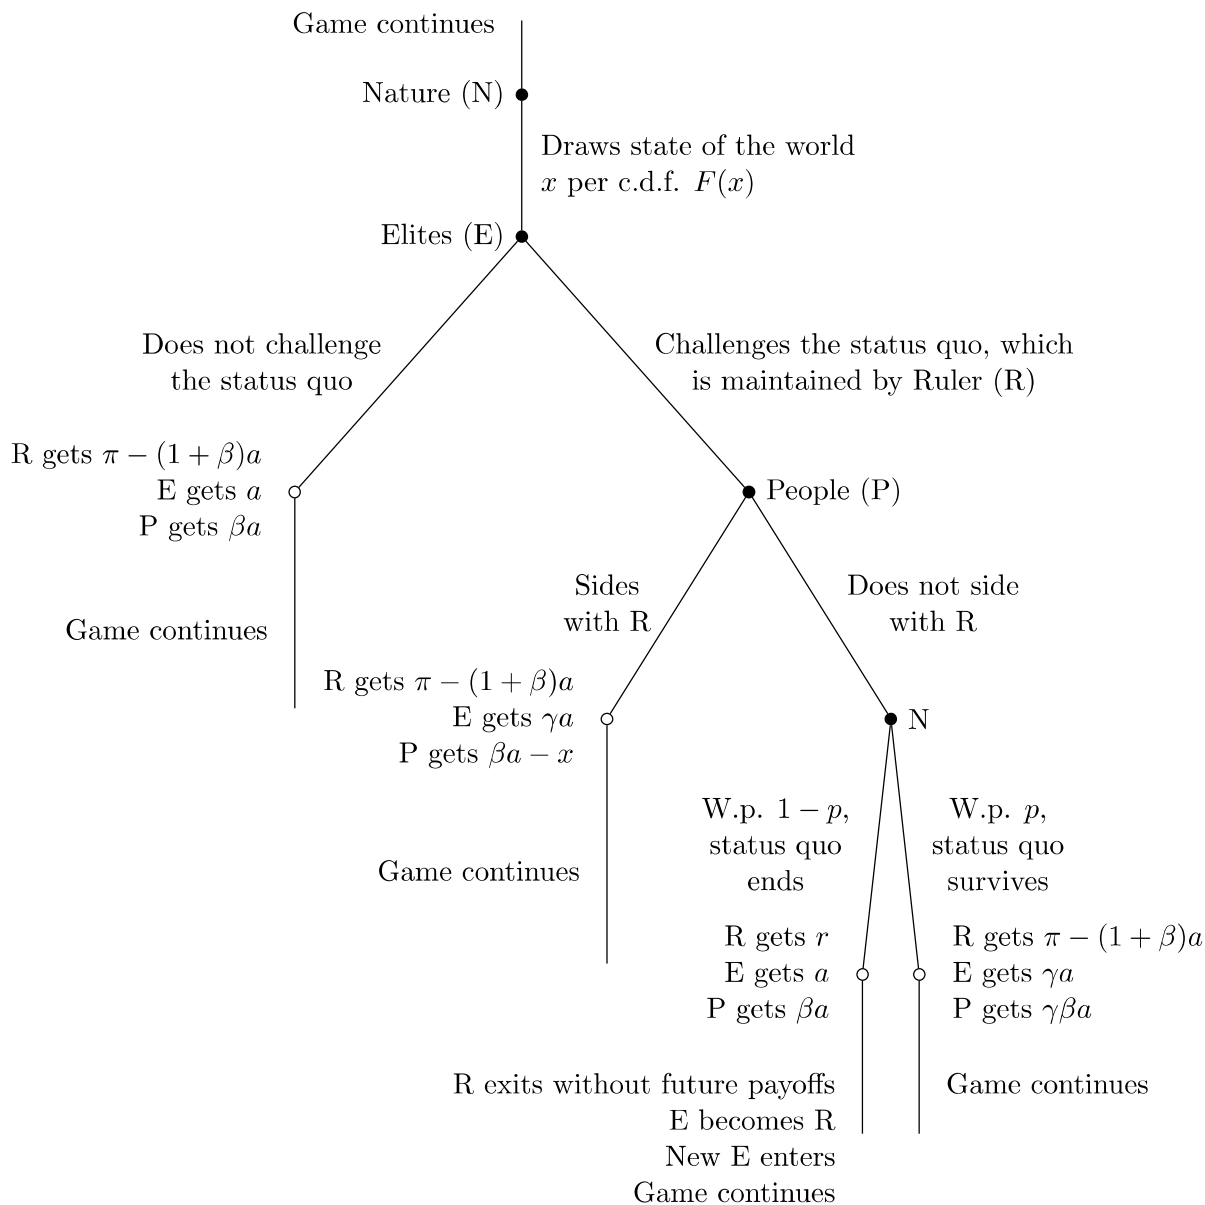 Game continues
Nature (N)
Draws state of the world
x per c.d.f. F(x)
Elites (E)
Does not challenge
the status quo
Challenges the status quo, which
is maintained by Ruler (R)
R gets π − (1 + β)a
E gets a
P gets βa
People (P)
Game continues
Sides
with R
Does not side
with R
R gets π − (1 + β)a
E gets γa
P gets βa − x
N
Game continues
W.p. 1 − p,
status quo
ends
W.p. p,
status quo
survives
R gets r
E gets a
P gets βa
R gets π − (1 + β)a
E gets γa
P gets γβa
R exits without future payoffs
E becomes R
New E enters
Game continues
Game continues